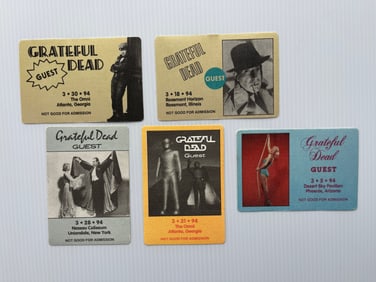 GRATEFUL
DEAD
GUEST
3 • 30 • 94
The Omni
Atlanta, Georgia
NOT GOOD FOR ADMISSION
GRATEFUL
DEAD
GUEST
3 • 18 • 94
Rosemont Horizon
Rosemont, Illinois
NOT GOOD FOR ADMISSION
Grateful Dead
GUEST
3 • 28 • 94
Nassau Coliseum
Uniondale, New York
NOT GOOD FOR ADMISSION
GRATEFUL
DEAD
Guest
3 • 31 • 94
The Omni
Atlanta, Georgia
NOT GOOD FOR ADMISSION
Grateful
Dead
GUEST
3 • 5 • 94
Desert Sky Pavilion
Phoenix, Arizona
NOT GOOD FOR ADMISSION